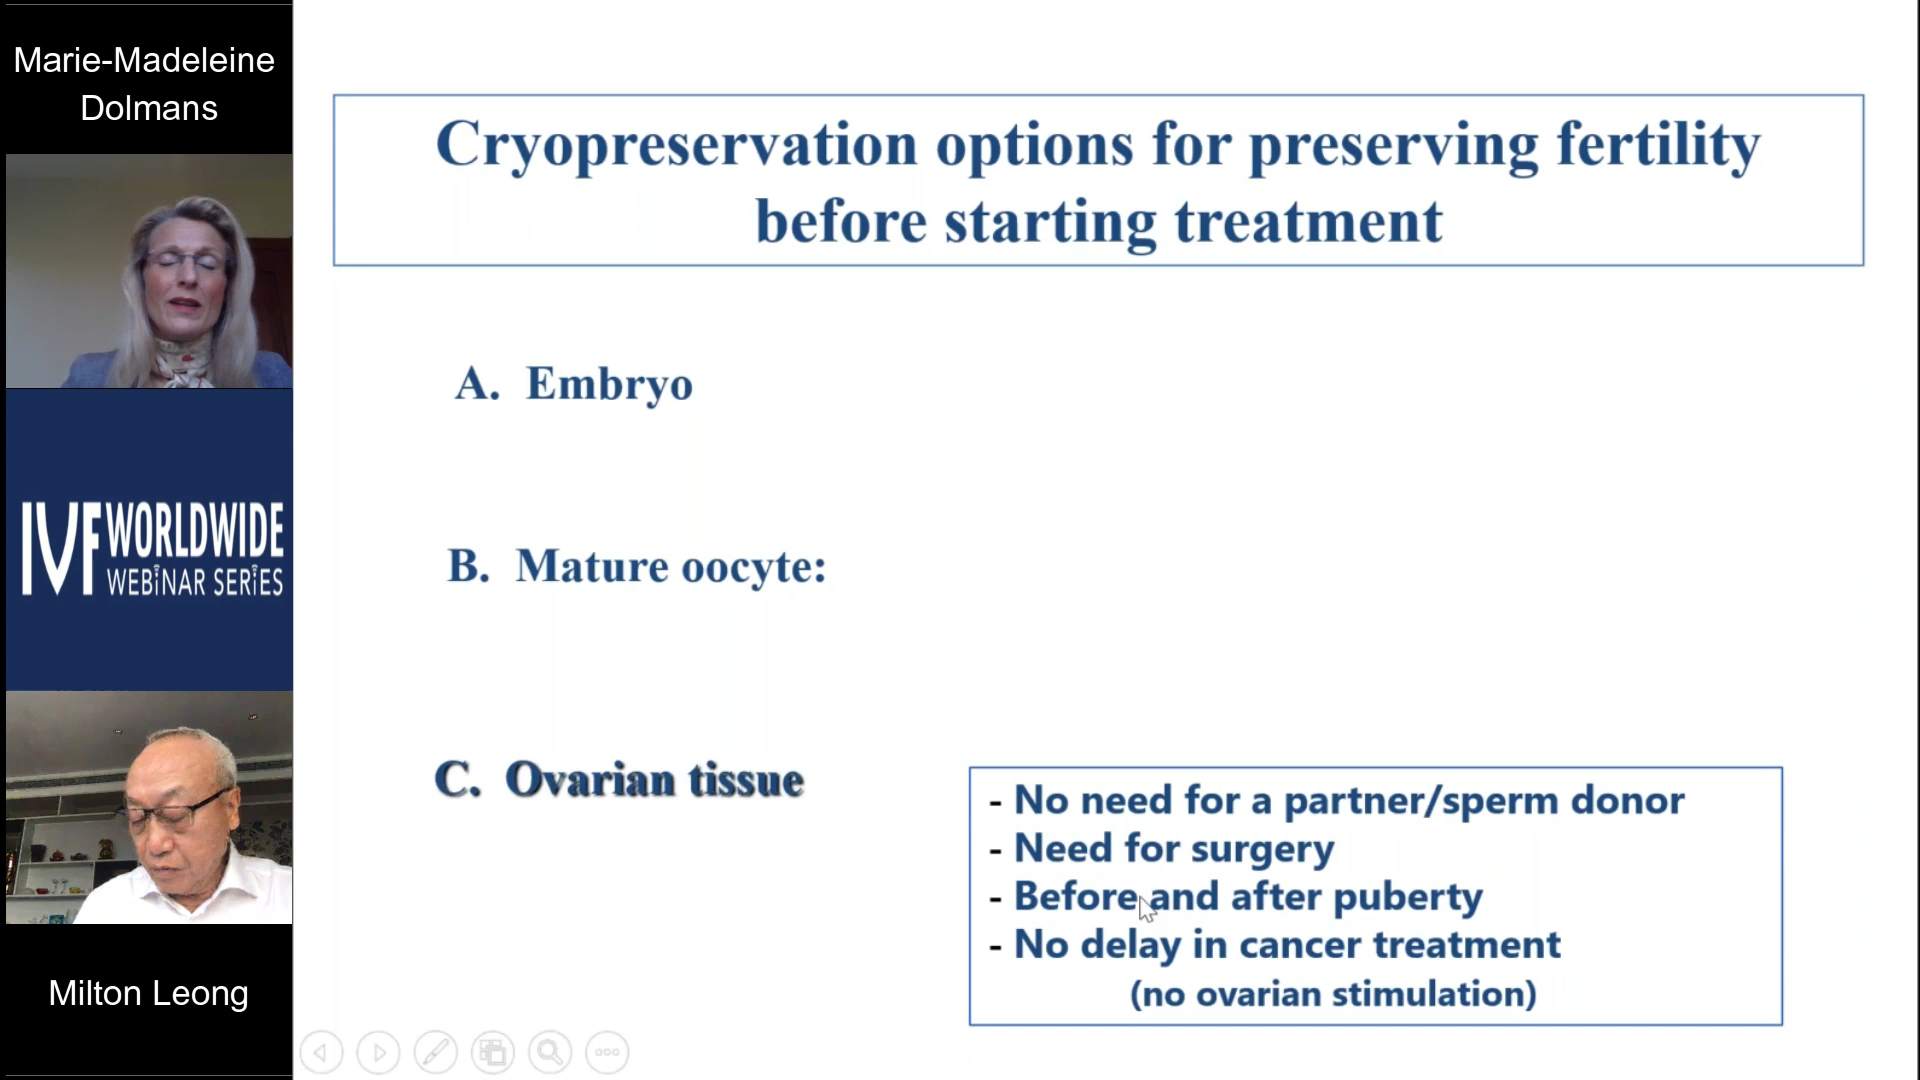 Marie-Madeleine
Dolmans
IVF WORLDWIDE
WEBINAR SERIES
Milton Leong
Cryopreservation options for preserving fertility
before starting treatment
A. Embryo
B. Mature oocyte:
C. Ovarian tissue
- No need for a partner/sperm donor
- Need for surgery
- Before and after puberty
- No delay in cancer treatment
(no ovarian stimulation)